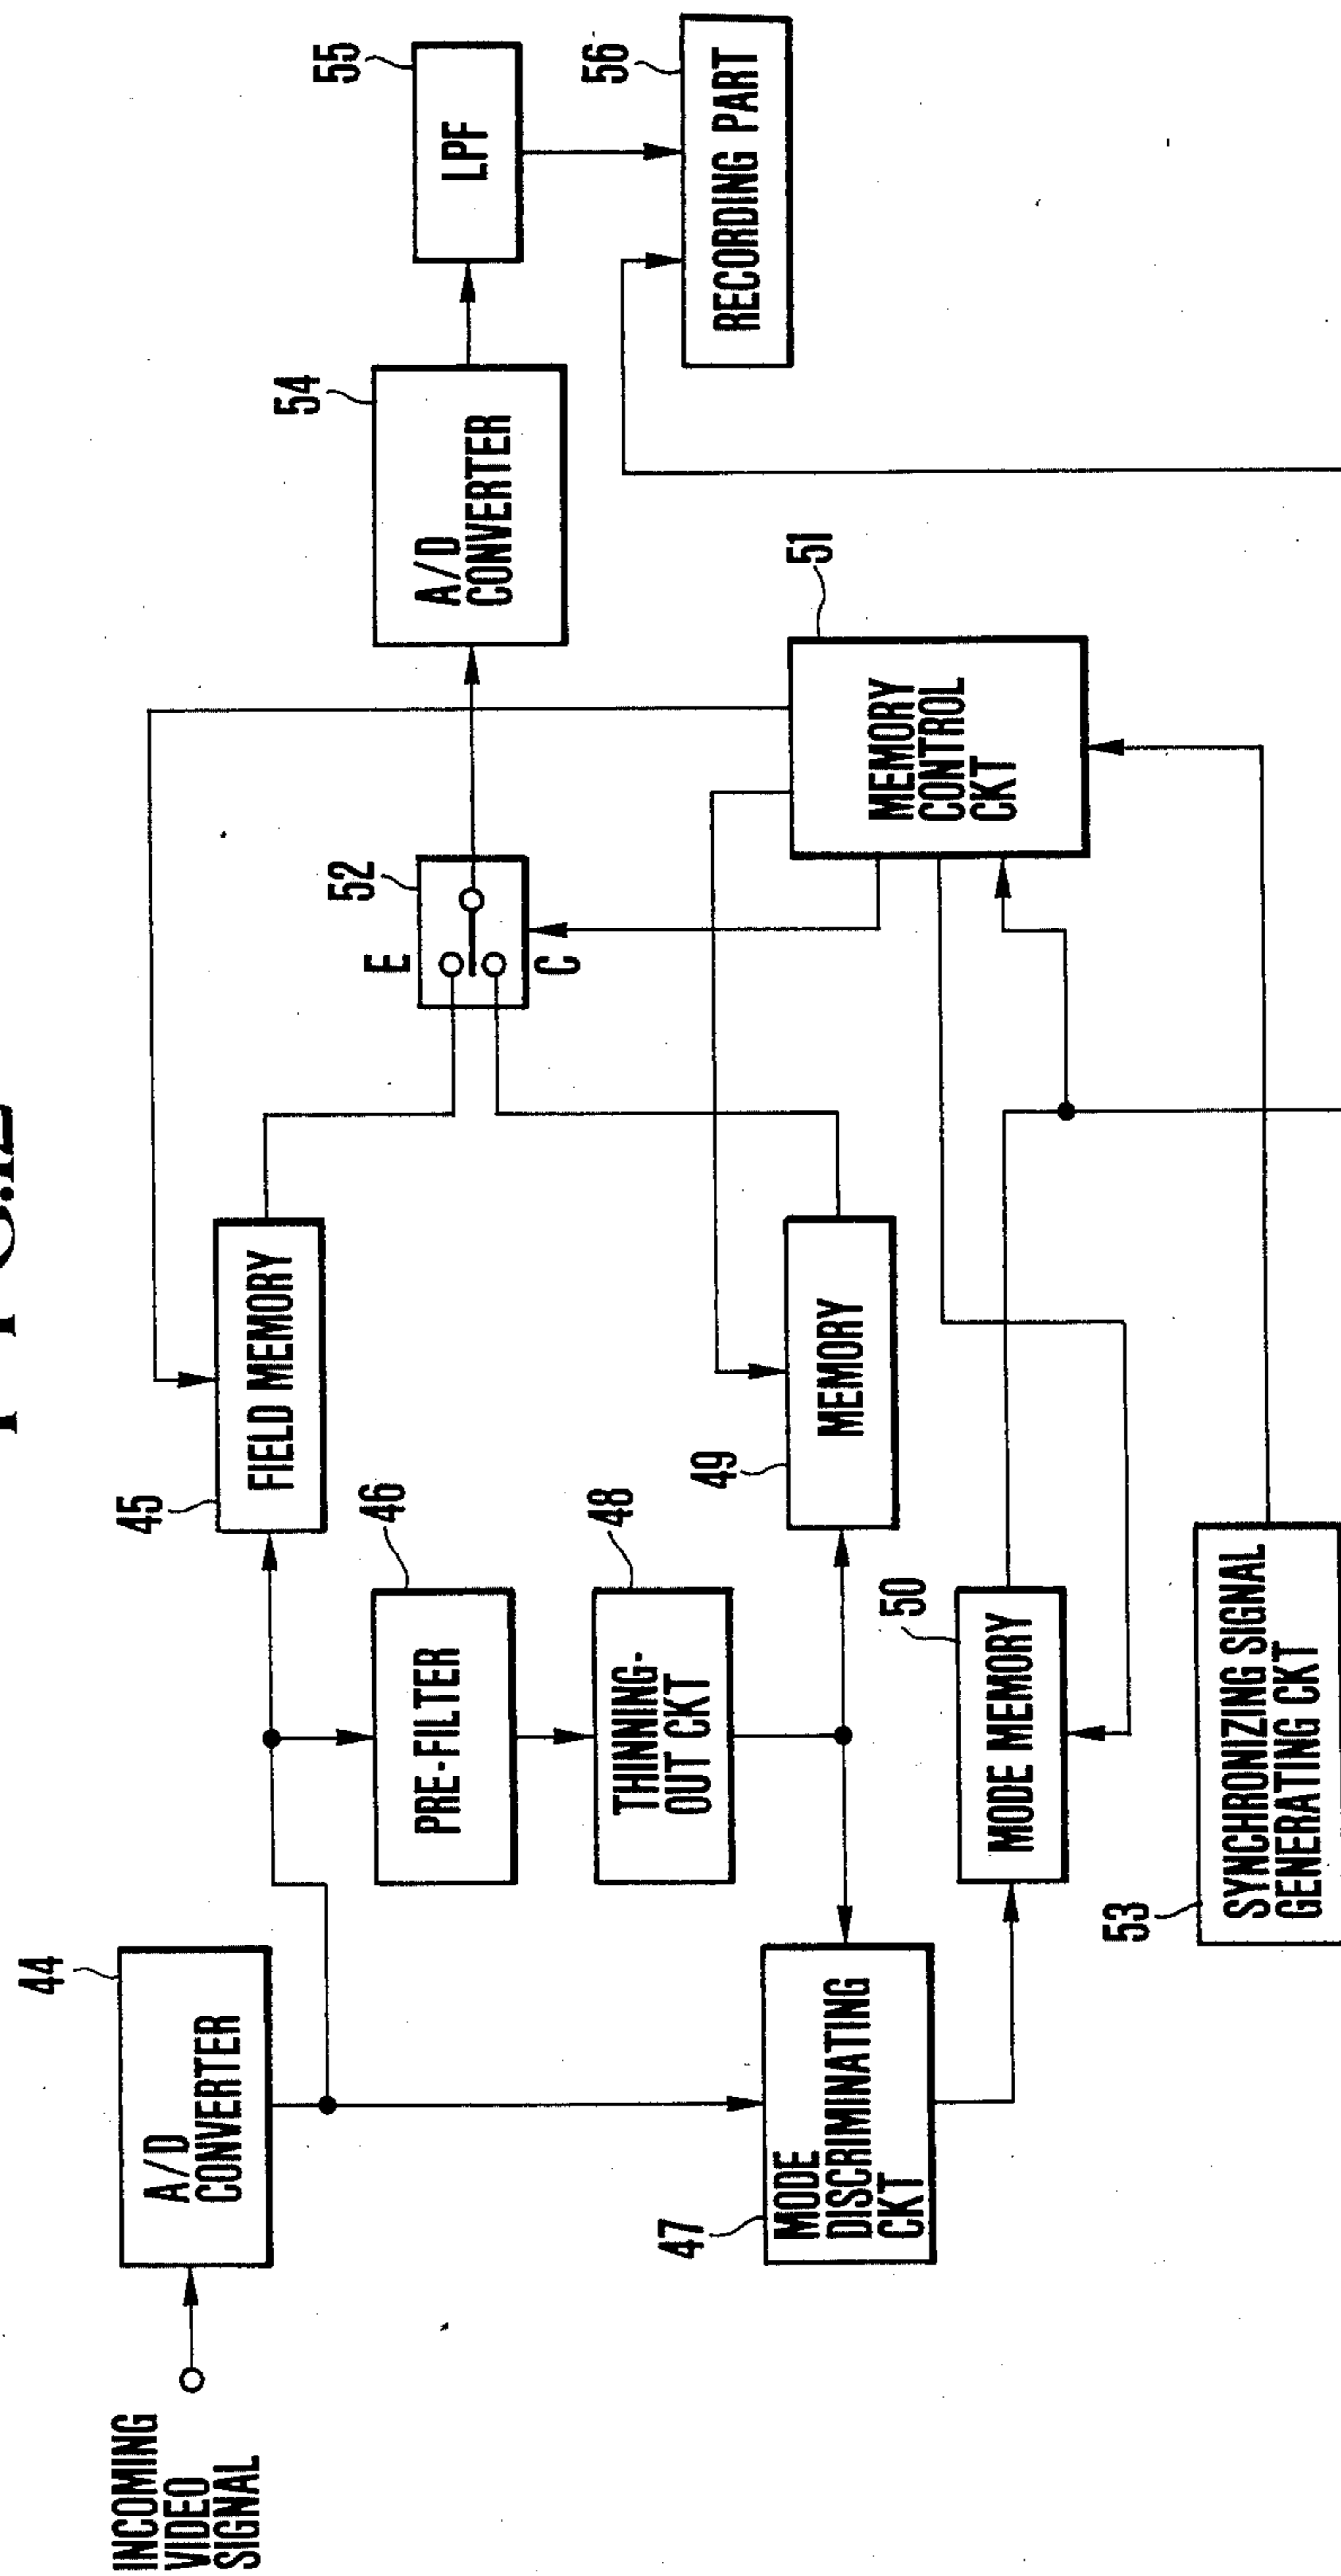 INCOMING
VIDEO
SIGNAL
44
A/D
CONVERTER
45
FIELD MEMORY
46
PRE-FILTER
48
THINNING-
OUT CKT
47
MODE
DISCRIMINATING
CKT
49
MEMORY
50
MODE MEMORY
53
SYNCHRONIZING SIGNAL
GENERATING CKT
52
E
C
51
MEMORY
CONTROL
CKT
54
A/D
CONVERTER
55
LPF
56
RECORDING PART